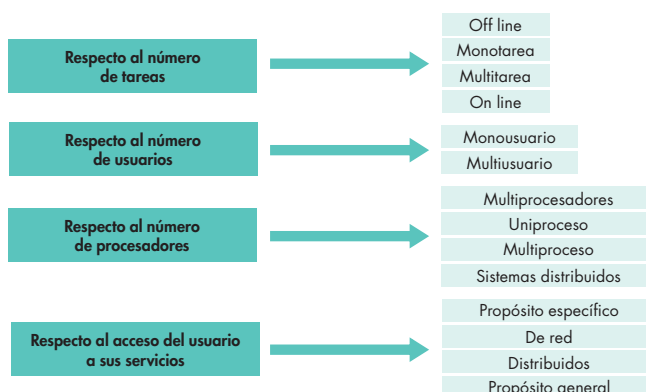 Respecto al número
de tareas
Off line
Monotarea
Multitarea
On line
Respecto al número
de usuarios
Monousuario
Multiusuario
Respecto al número
de procesadores
Multiprocesadores
Uniproceso
Multiproceso
Sistemas distribuidos
Respecto al acceso del usuario
a sus servicios
Propósito específico
De red
Distribuidos
Propósito general